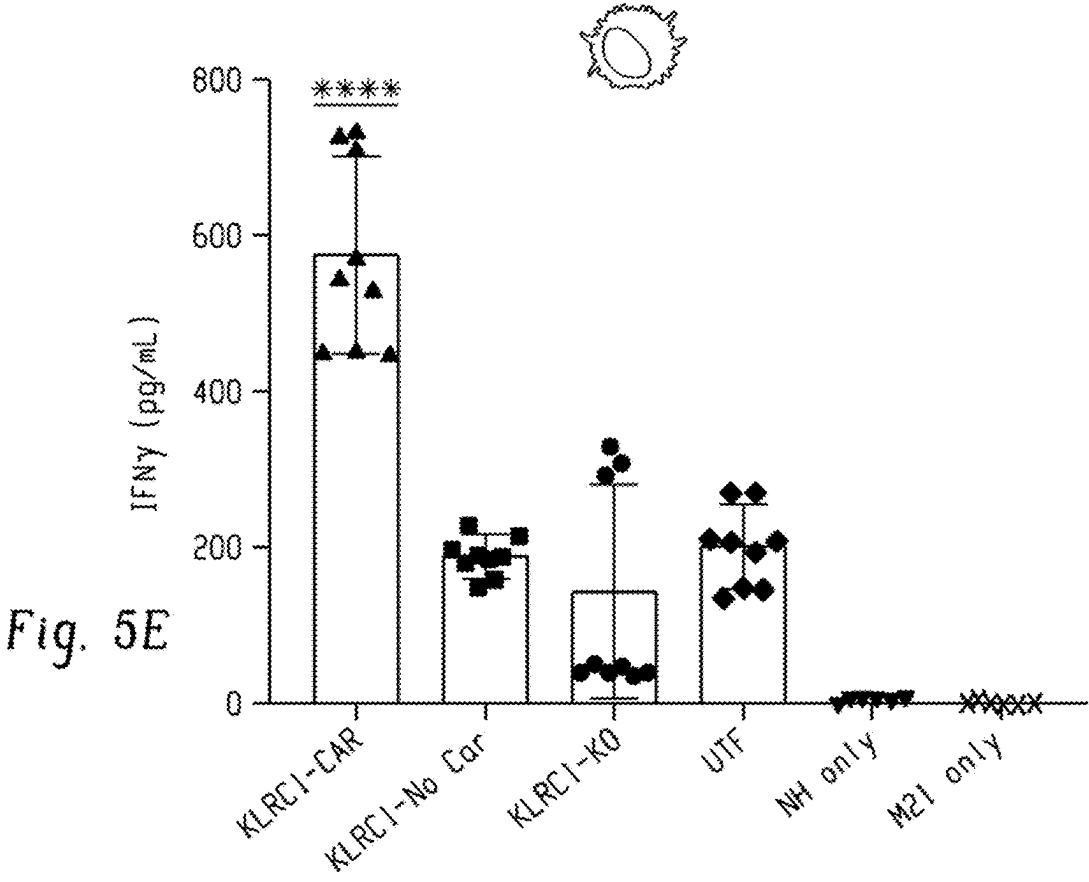 800
****
600
400
200
0
IFNγ (pg/mL)
Fig. 5E
KLRC1-CAR
KLRC1-No Car
KLRC1-KO
UTF
NH only
M21 only